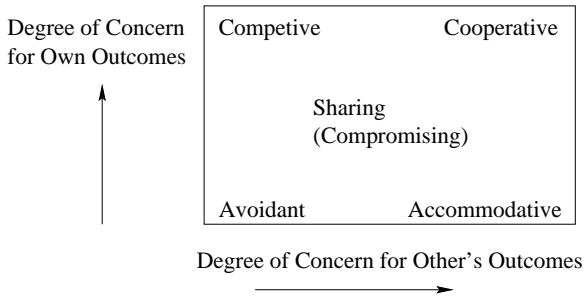 Degree of Concern
for Own Outcomes
Competive
Cooperative
Sharing
(Compromising)
Avoidant
Accommodative
Degree of Concern for Other's Outcomes